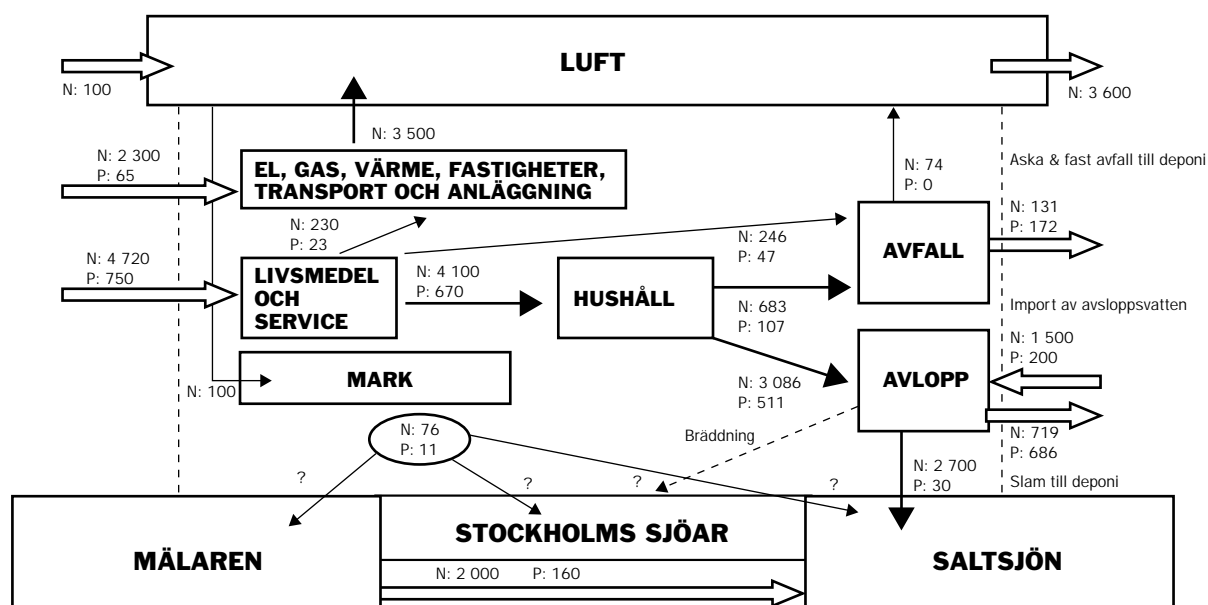 LUFT
N: 100
N: 3 600
N: 3 500
N: 2 300
P: 65
EL, GAS, VÄRME, FASTIGHETER,
TRANSPORT OCH ANLÄGGNING
N: 74
P: 0
Aska & fast avfall till deponi
N: 230
P: 23
N: 131
P: 172
N: 246
P: 47
AVFALL
N: 4 720
P: 750
LIVSMEDEL
OCH
SERVICE
N: 4 100
P: 670
HUSHÅLL
N: 683
P: 107
Import av avsloppsvatten
N: 1 500
P: 200
MARK
N: 100
N: 3 086
P: 511
AVLOPP
N: 76
P: 11
Bräddning
N: 719
P: 686
N: 2 700
P: 30
Slam till deponi
?
?
?
?
MÄLAREN
STOCKHOLMS SJÖAR
SALTSJÖN
N: 2 000 P: 160